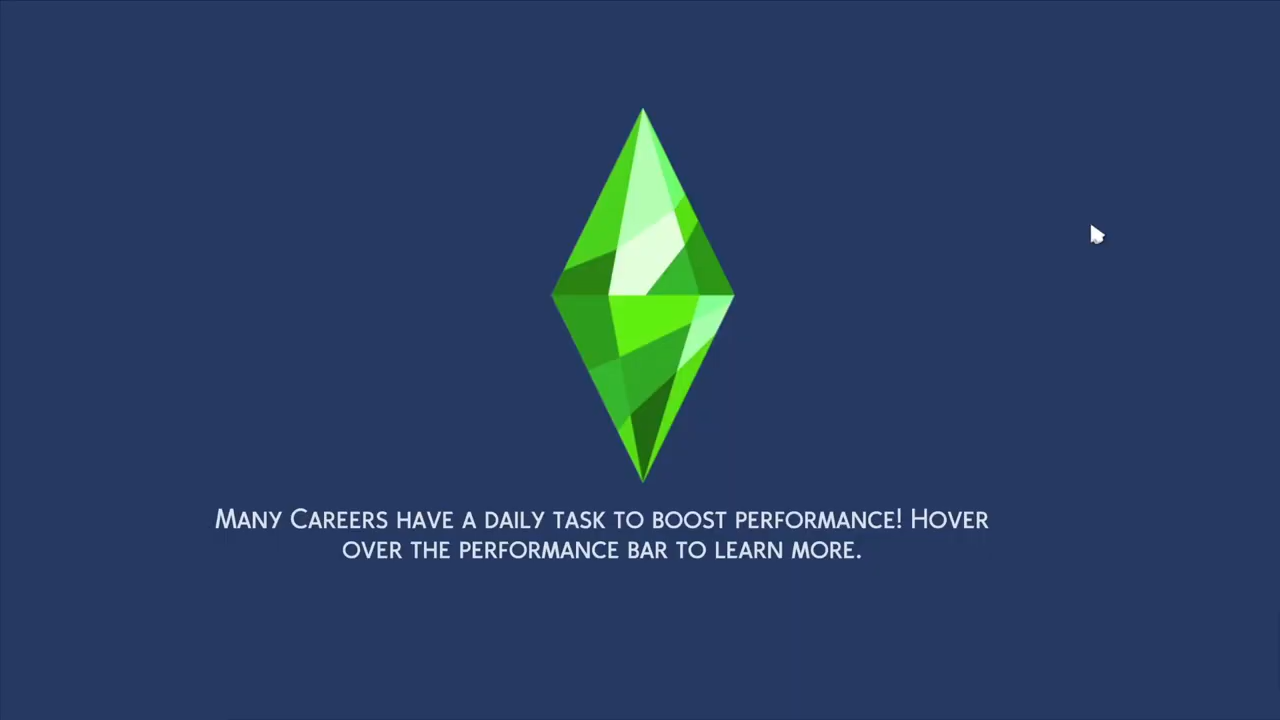 Many Careers have a daily task to boost performance! Hover
over the performance bar to learn more.